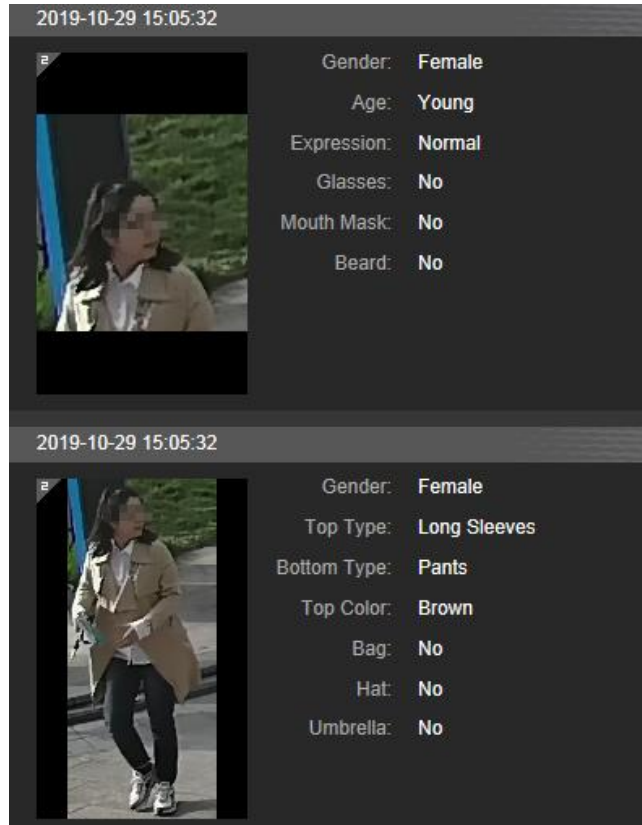 2019-10-29 15:05:32
2
Gender: Female
Age: Young
Expression: Normal
Glasses: No
Mouth Mask: No
Beard: No
2019-10-29 15:05:32
2
Gender: Female
Top Type: Long Sleeves
Bottom Type: Pants
Top Color: Brown
Bag: No
Hat: No
Umbrella: No